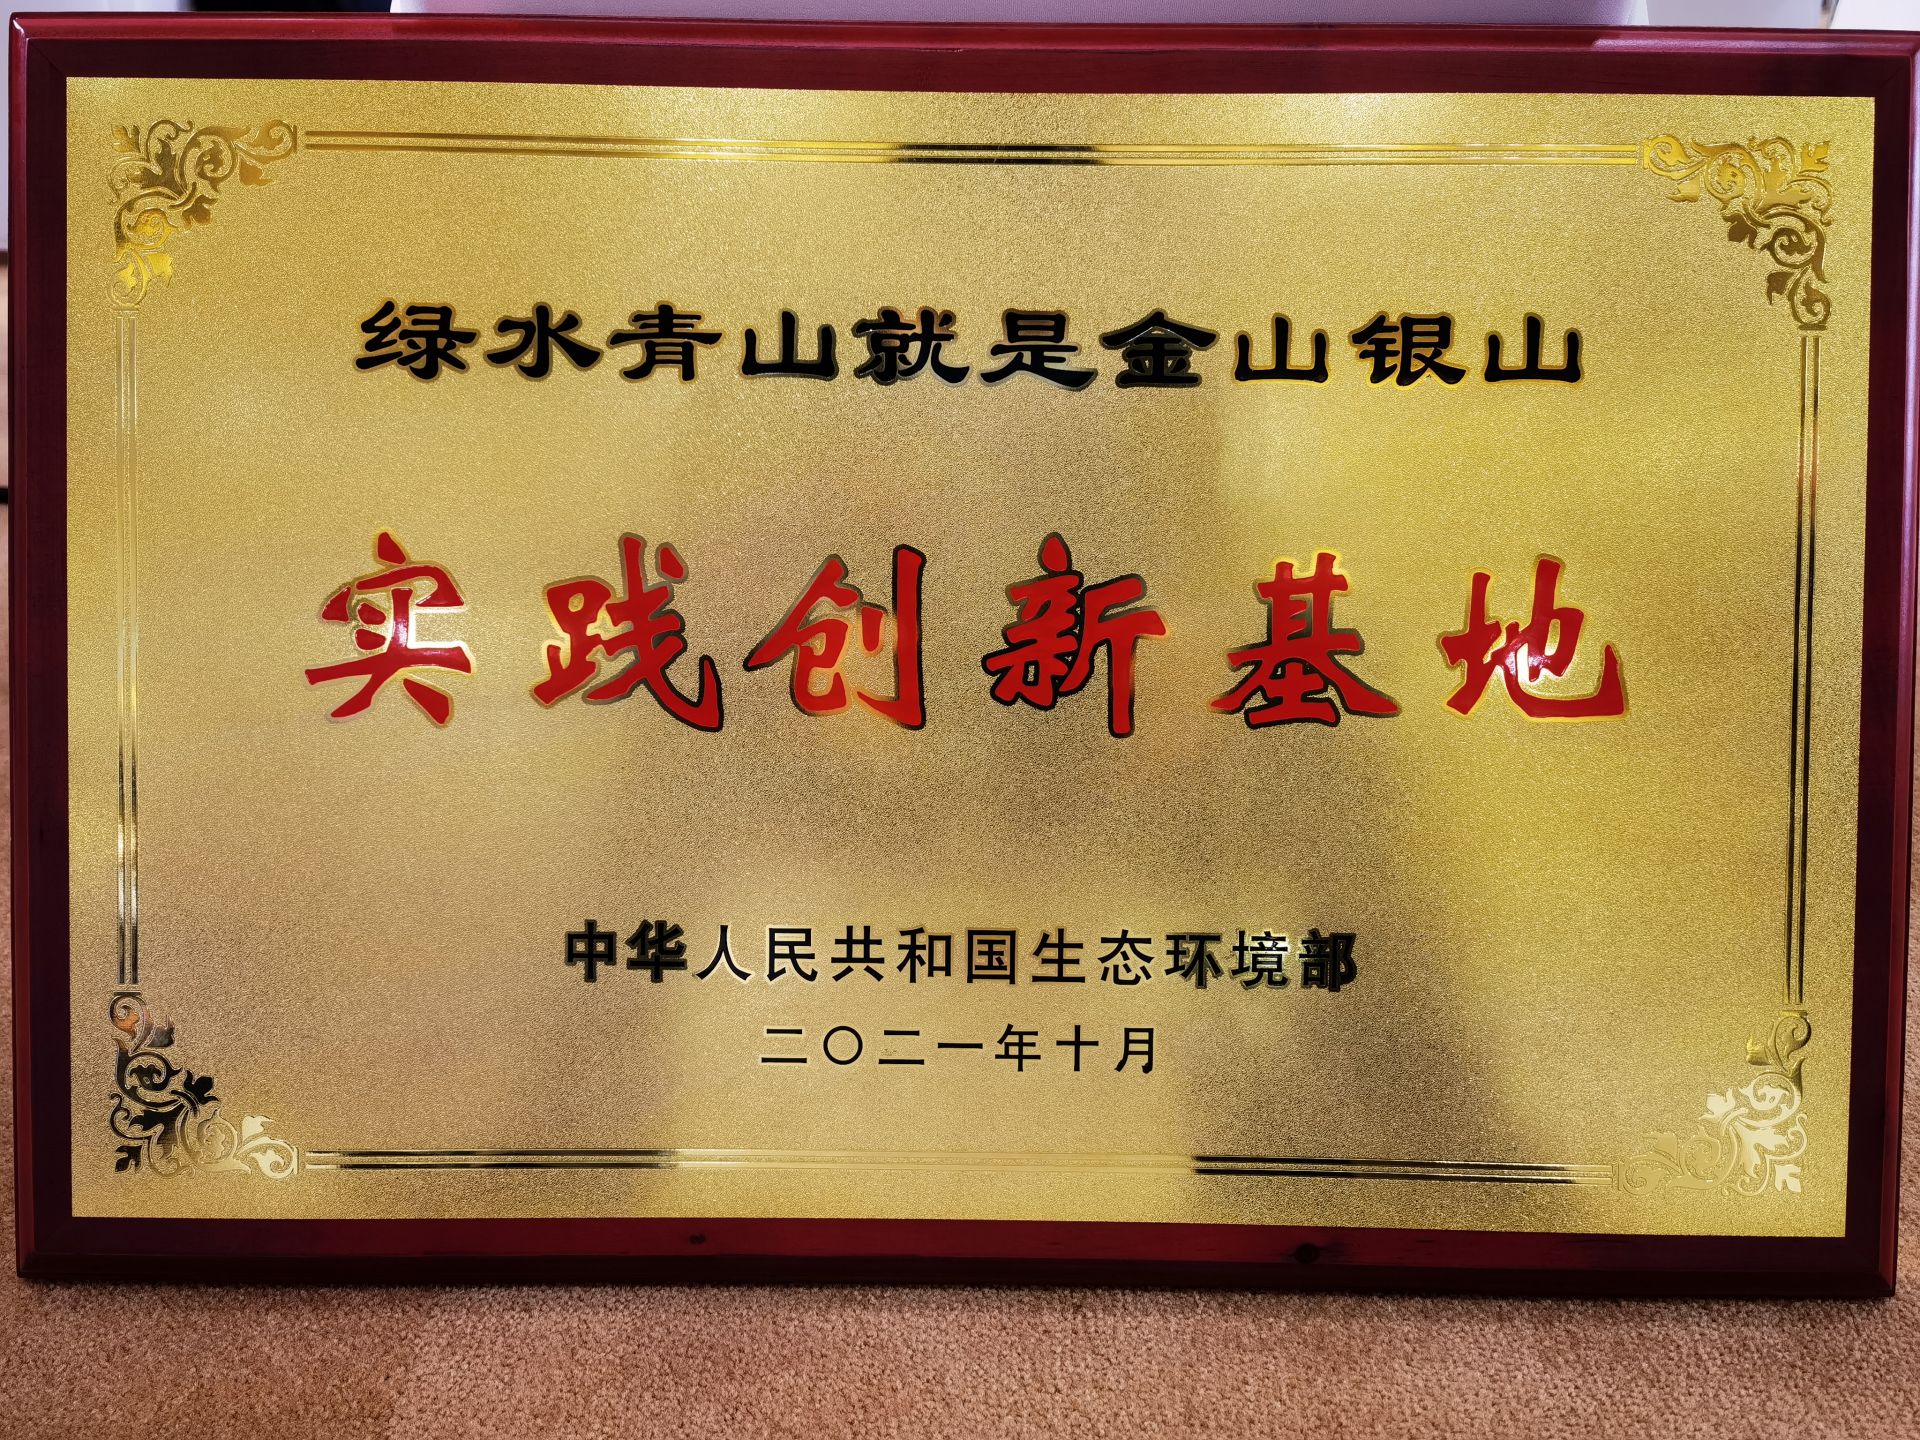 绿水青山就是金山银山
实践创新基地
中华人民共和国生态环境部
二〇二一年十月